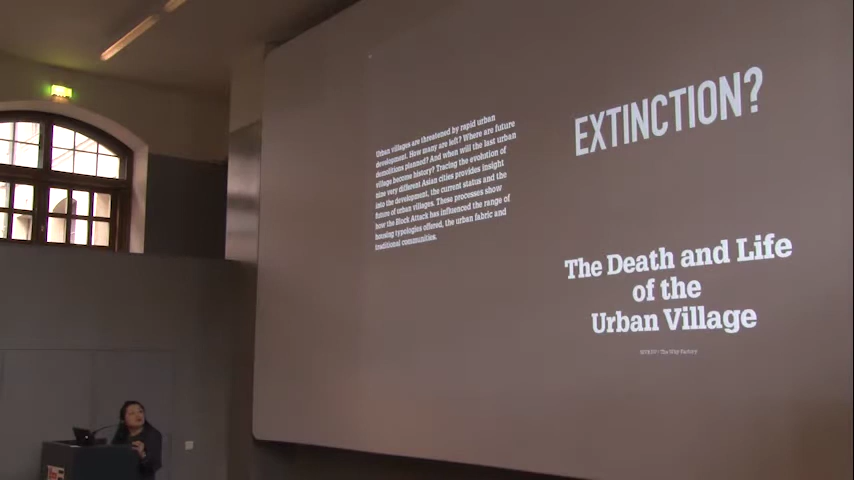 Urban villages are threatened by rapid urban
development. How many are left? Where are future
demolitions planned? And when will the last urban
village become history? Tracing the evolution of
nine very different Asian cities provides insight
into the development, the current status and the
future of urban villages. These processes show
how the Block Attack has influenced the range of
housing typologies offered, the urban fabric and
traditional communities.
EXTINCTION?
The Death and Life
of the
Urban Village
The Why Factory